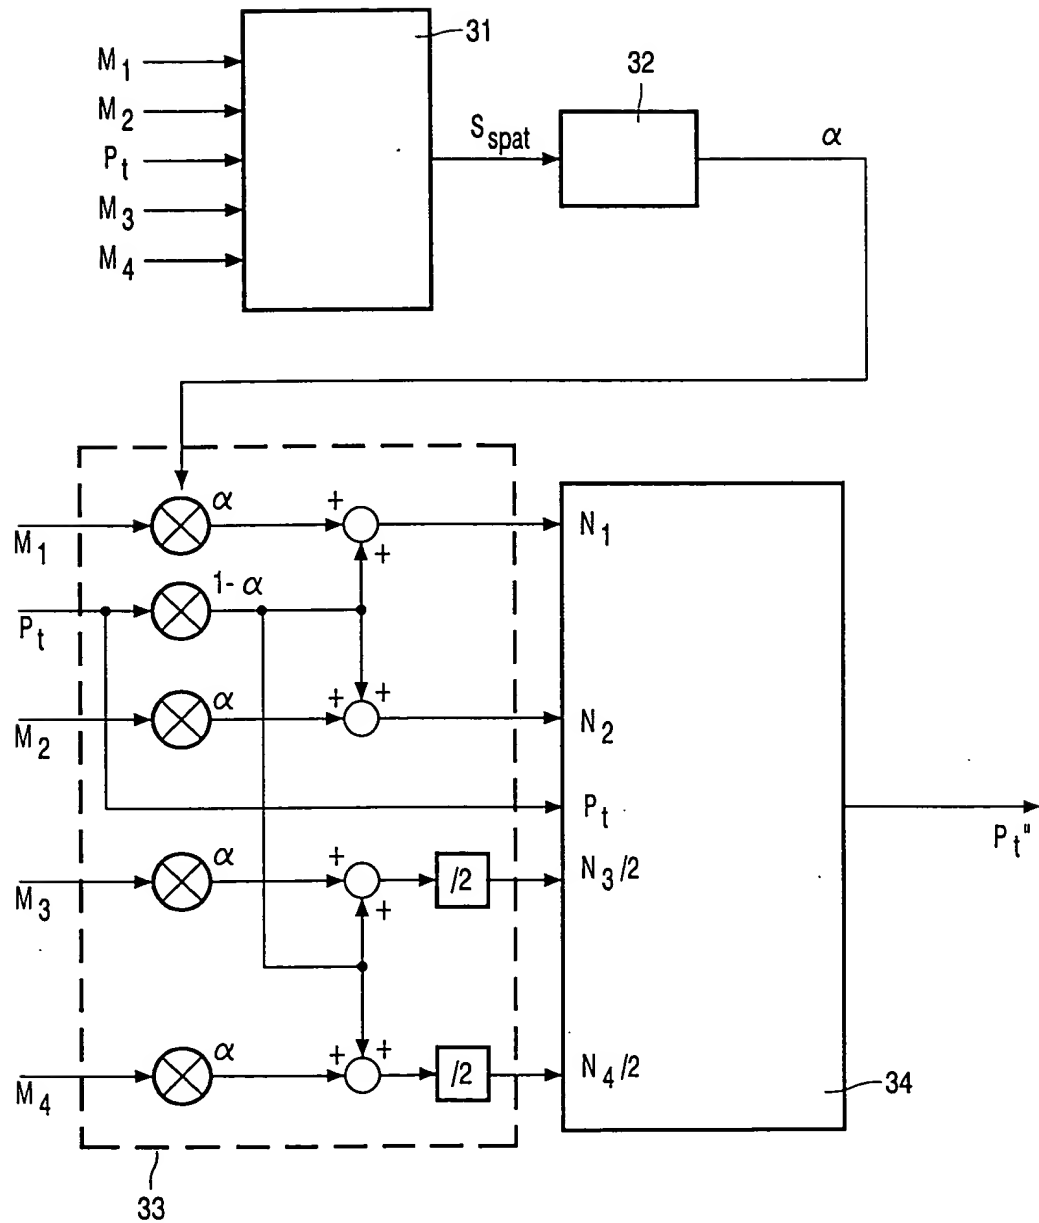 31
M1
M2
Pt
M3
M4
Sspat
32
α
M1
α
+
+
N1
Pt
1-α
M2
α
+
+
N2
Pt
Pt"
M3
α
+
+
/2
N3/2
M4
α
+
+
/2
N4/2
34
33